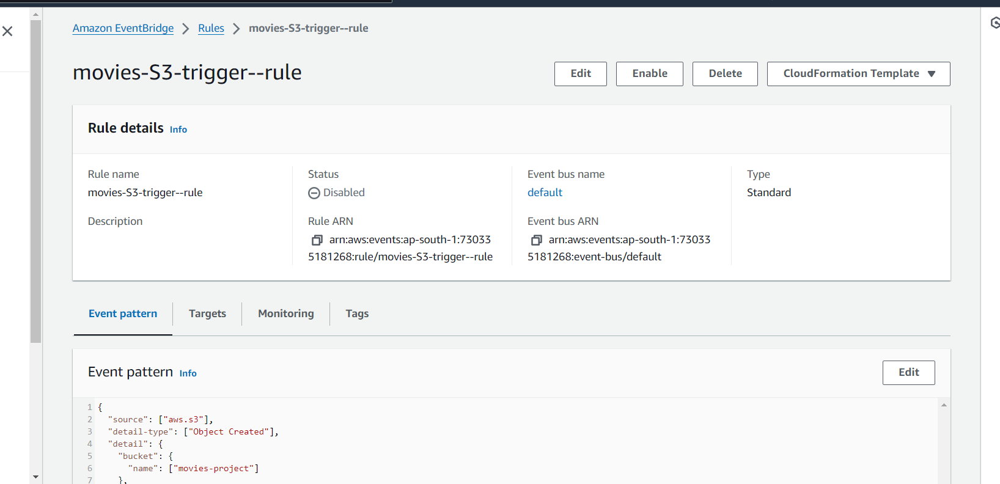 Amazon EventBridge > Rules > movies-S3-trigger--rule
movies-S3-trigger--rule
Edit
Enable
Delete
CloudFormation Template
Rule details Info
Rule name
movies-S3-trigger--rule
Description
Status
Disabled
Rule ARN
arn:aws:events:ap-south-1:73033
5181268:rule/movies-S3-trigger--rule
Event bus name
default
Event bus ARN
arn:aws:events:ap-south-1:73033
5181268:event-bus/default
Type
Standard
Event pattern
Targets
Monitoring
Tags
Event pattern Info
Edit
1 {
2 "source": ["aws.s3"],
3 "detail-type": ["Object Created"],
4 "detail": {
5 "bucket": {
6 "name": ["movies-project"]
7 },